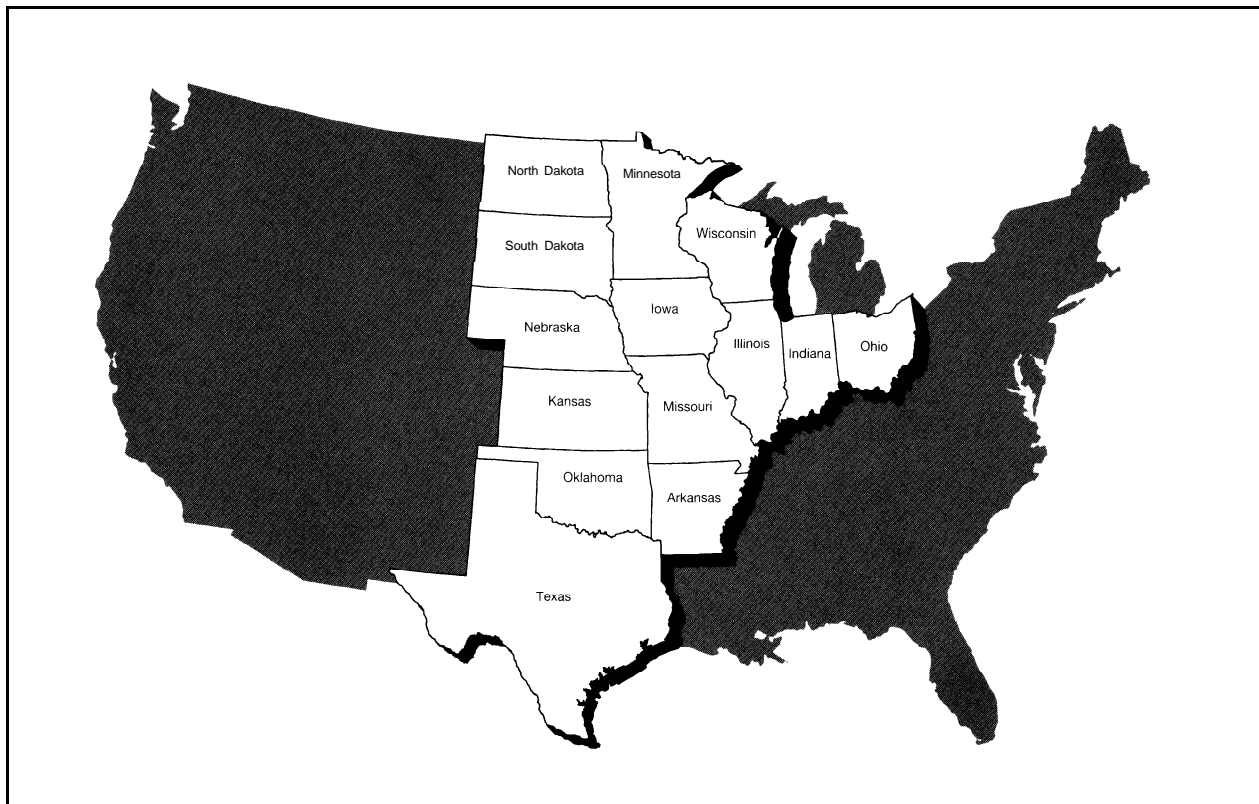 North Dakota
Minnesota
South Dakota
Wisconsin
Nebraska
Iowa
Illinois
Indiana
Ohio
Kansas
Missouri
Oklahoma
Arkansas
Texas